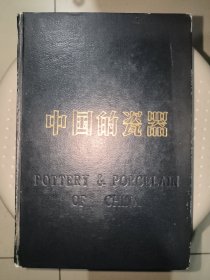 中国的瓷器
POTTERY & PORCELAIN
OF CHINA